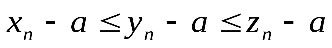 xₙ - a ≤ yₙ - a ≤ zₙ - a